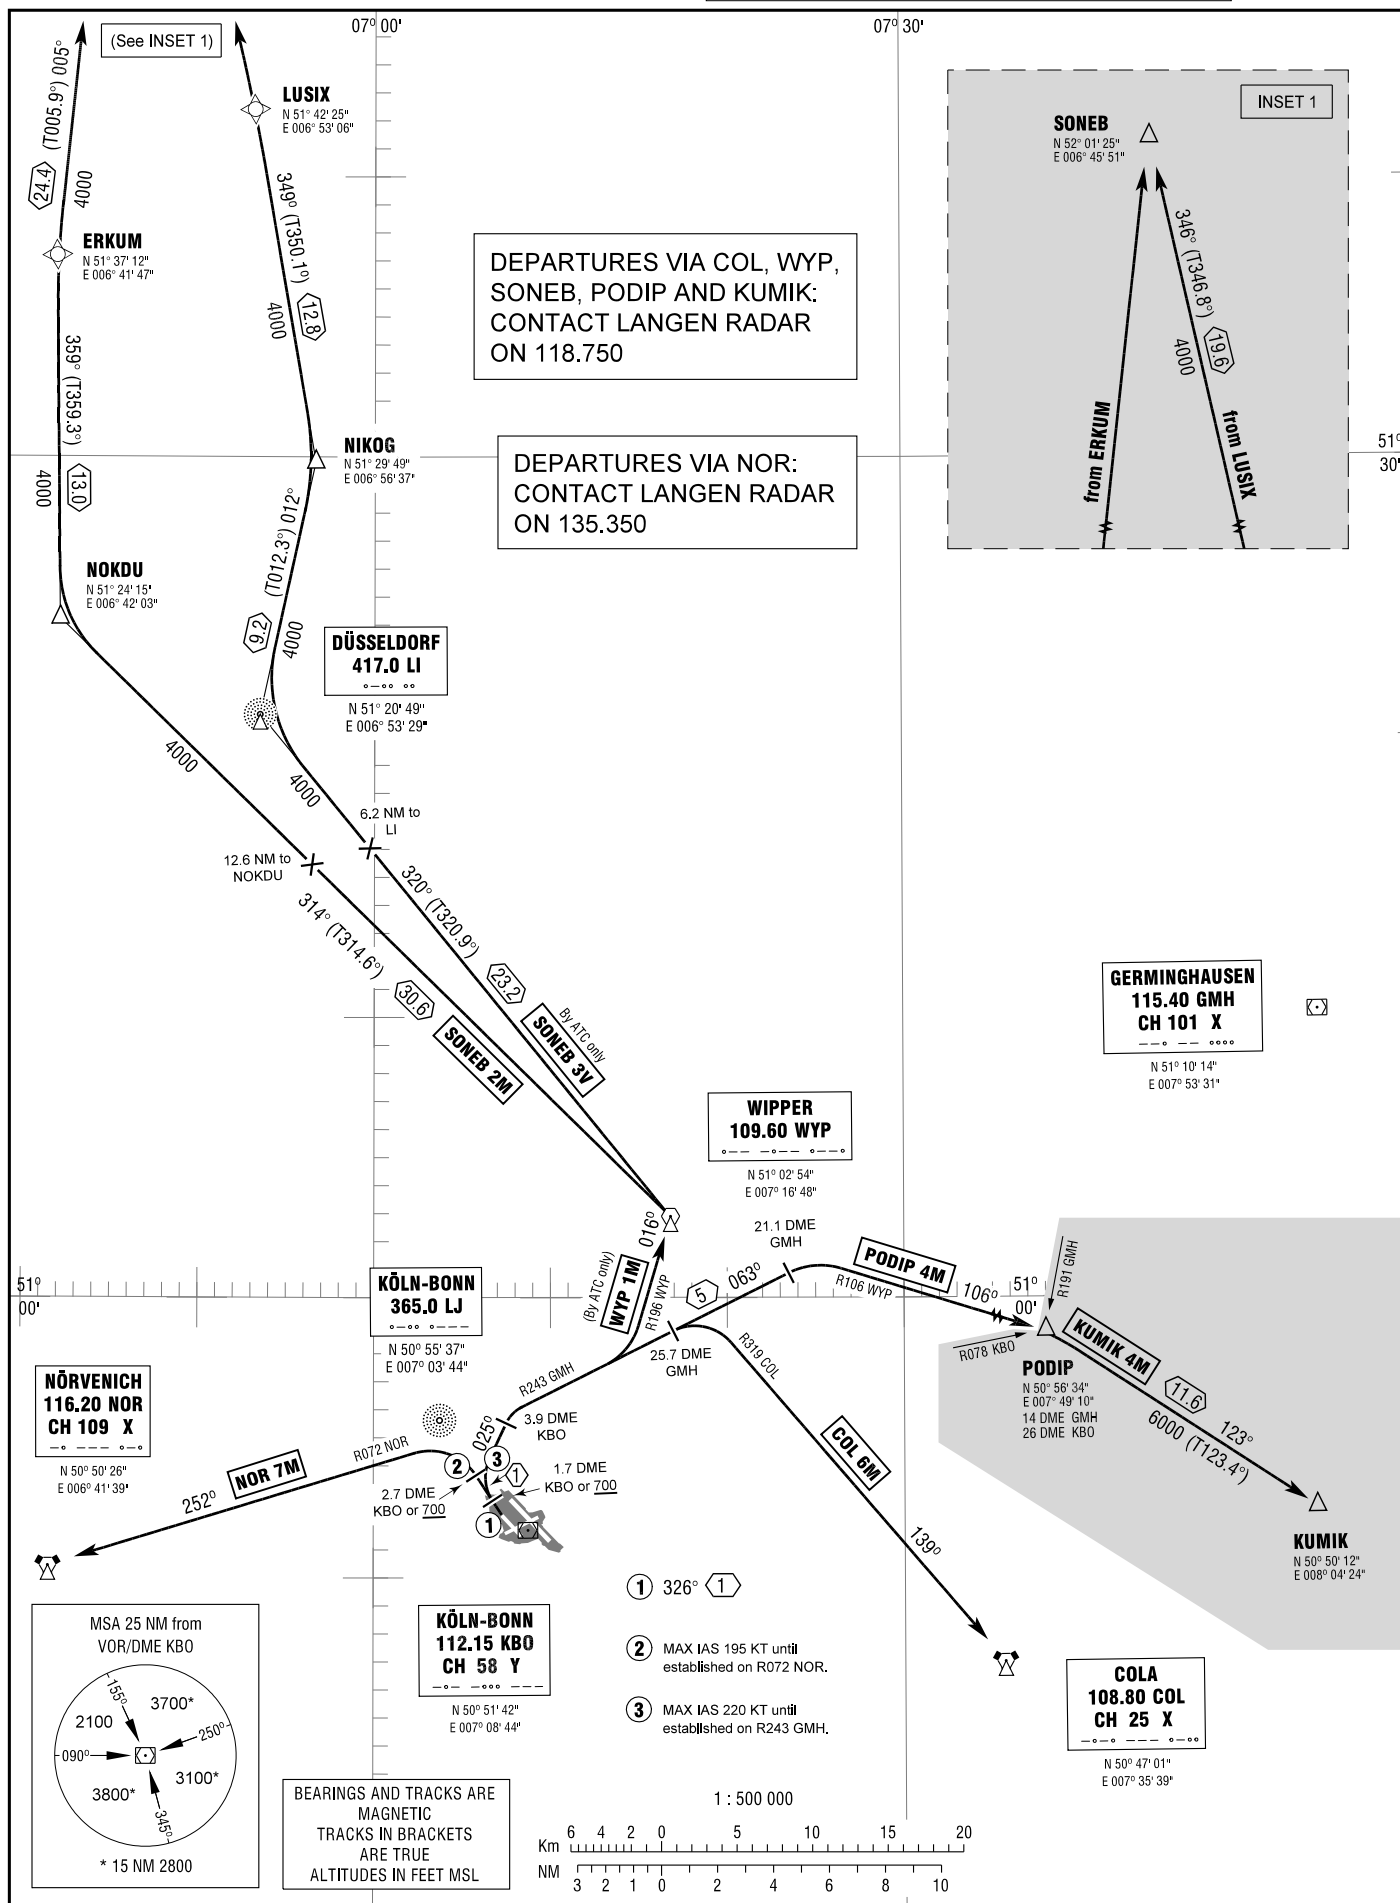 07° 00'
07° 30'
(See INSET 1)
24.4
(T005.9°) 005°
4000
LUSIX
N 51° 42' 25"
E 006° 53' 06"
349° (T350.1°)
12.8
4000
ERKUM
N 51° 37' 12"
E 006° 41' 47"
359° (T359.3°)
13.0
4000
INSET 1
SONEB
N 52° 01' 25"
E 006° 45' 51"
346° (T346.8°)
19.6
4000
from ERKUM
from LUSIX
DEPARTURES VIA COL, WYP,
SONEB, PODIP AND KUMIK:
CONTACT LANGEN RADAR
ON 118.750
DEPARTURES VIA NOR:
CONTACT LANGEN RADAR
ON 135.350
51°
30'
NIKOG
N 51° 29' 49"
E 006° 56' 37"
NOKDU
N 51° 24' 15"
E 006° 42' 03"
9.2
(T012.3°) 012°
4000
DÜSSELDORF
417.0 LI
N 51° 20' 49"
E 006° 53' 29"
4000
4000
6.2 NM to
LI
12.6 NM to
NOKDU
320° (T320.9°)
23.2
By ATC only
SONEB 3V
314° (T314.6°)
30.6
SONEB 2M
GERMINGHAUSEN
115.40 GMH
CH 101 X
N 51° 10' 14"
E 007° 53' 31"
WIPPER
109.60 WYP
N 51° 02' 54"
E 007° 16' 48"
016°
(By ATC only)
WYP 1M
R196 WYP
21.1 DME
GMH
5
063°
PODIP 4M
R106 WYP
106°
51°
00'
51°
00'
R191 GMH
R078 KBO
KÖLN-BONN
365.0 LJ
N 50° 55' 37"
E 007° 03' 44"
25.7 DME
GMH
R319 COL
R243 GMH
PODIP
N 50° 56' 34"
E 007° 49' 10"
14 DME GMH
26 DME KBO
KUMIK 4M
11.6
123°
6000 (T123.4°)
KUMIK
N 50° 50' 12"
E 008° 04' 24"
NÖRVENICH
116.20 NOR
CH 109 X
N 50° 50' 26"
E 006° 41' 39"
NOR 7M
252°
R072 NOR
025°
3.9 DME
KBO
2
3
1
1.7 DME
KBO or 700
2.7 DME
KBO or 700
1
COL 6M
139°
1 326° 1
2 MAX IAS 195 KT until
established on R072 NOR.
3 MAX IAS 220 KT until
established on R243 GMH.
KÖLN-BONN
112.15 KBO
CH 58 Y
N 50° 51' 42"
E 007° 08' 44"
COLA
108.80 COL
CH 25 X
N 50° 47' 01"
E 007° 35' 39"
MSA 25 NM from
VOR/DME KBO
155°
3700*
2100
250°
090°
3100*
3800*
345°
* 15 NM 2800
BEARINGS AND TRACKS ARE
MAGNETIC
TRACKS IN BRACKETS
ARE TRUE
ALTITUDES IN FEET MSL
1 : 500 000
Km 6 4 2 0 5 10 15 20
NM 3 2 1 0 2 4 6 8 10